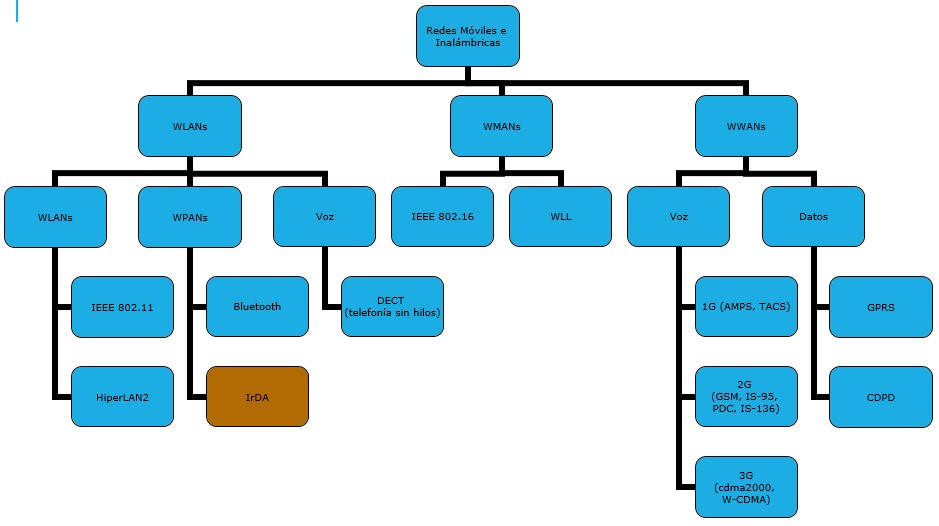 Redes Móviles e
Inalámbricas
WLANs
WMANs
WWANs
WLANs
WPANs
Voz
IEEE 802.16
WLL
Voz
Datos
IEEE 802.11
Bluetooth
DECT
(telefonía sin hilos)
1G (AMPS, TACS)
GPRS
HiperLAN2
IrDA
2G
(GSM, IS-95,
PDC, IS-136)
CDPD
3G
(cdma2000,
W-CDMA)